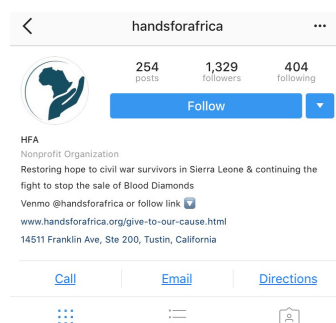 handsforafrica
254 1,329 404
posts followers following
Follow
HFA
Nonprofit Organization
Restoring hope to civil war survivors in Sierra Leone & continuing the
fight to stop the sale of Blood Diamonds
Venmo @handsforafrica or follow link
www.handsforafrica.org/give-to-our-cause.html
14511 Franklin Ave, Ste 200, Tustin, California
Call Email Directions